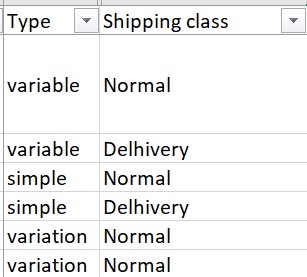 Type Shipping class
variable Normal
variable Delhivery
simple Normal
simple Delhivery
variation Normal
variation Normal